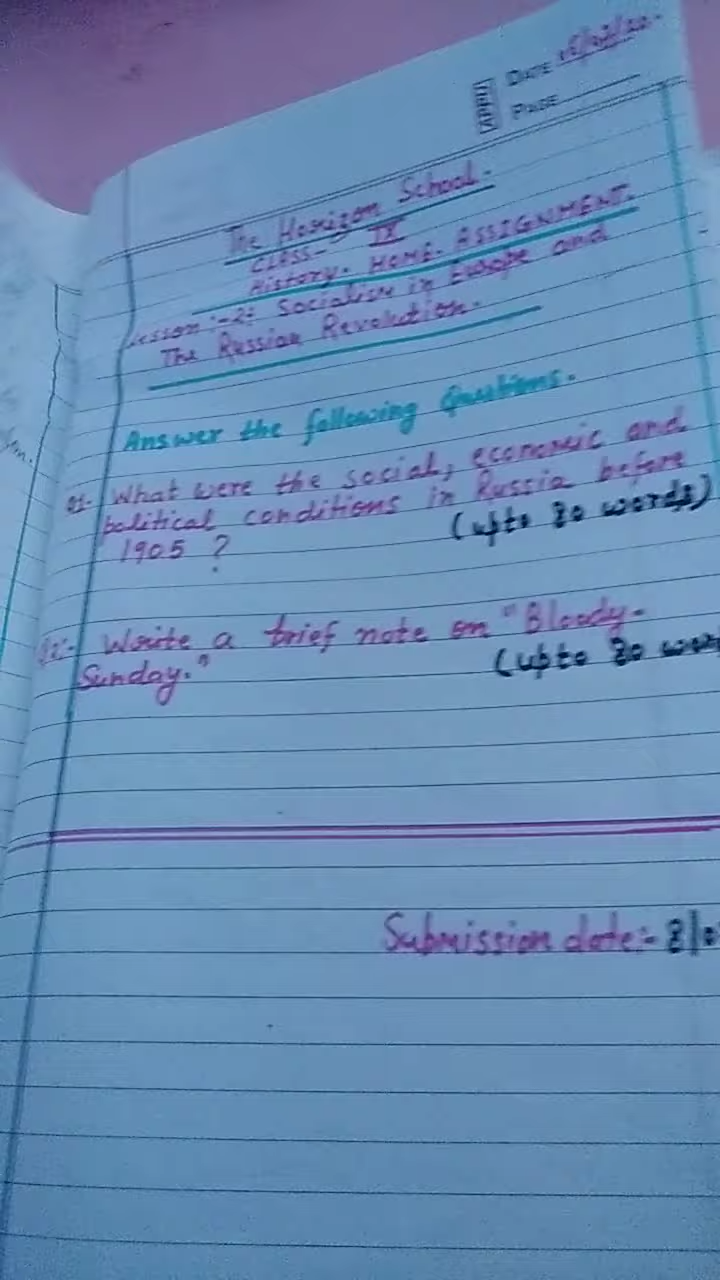 DATE
PAGE
The Horizon School.
CLASS- IX
History. HOME. ASSIGNMENT.
Lesson :-2: Socialism in Europe and
The Russian Revolution.
Answer the following Questions.
Q1- What were the social, economic and
political conditions in Russia before
1905 ? (upto 80 words)
Q2:- Write a brief note on "Bloody-
Sunday." (upto 80 wor
Submission date:- 8/0